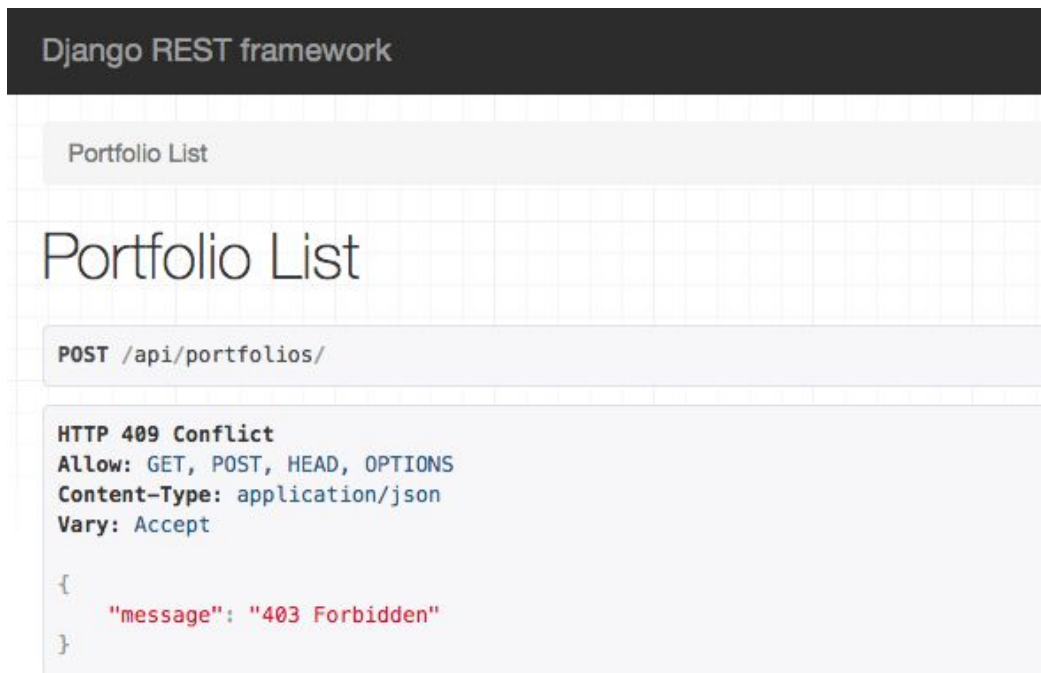 Django REST framework
Portfolio List
Portfolio List
POST /api/portfolios/
HTTP 409 Conflict
Allow: GET, POST, HEAD, OPTIONS
Content-Type: application/json
Vary: Accept
{
"message": "403 Forbidden"
}